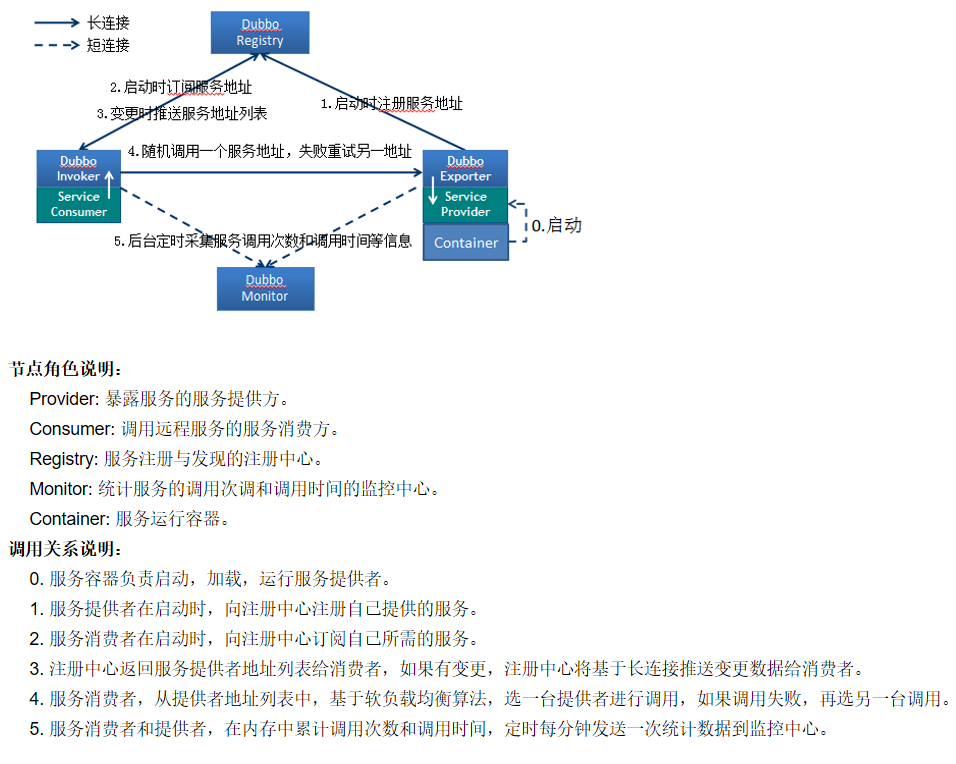 长连接
短连接
Dubbo
Registry
2.启动时订阅服务地址
3.变更时推送服务地址列表
1.启动时注册服务地址
4.随机调用一个服务地址，失败重试另一地址
Dubbo
Invoker
Service
Consumer
Dubbo
Exporter
Service
Provider
Container
0.启动
5.后台定时采集服务调用次数和调用时间等信息
Dubbo
Monitor
节点角色说明：
Provider: 暴露服务的服务提供方。
Consumer: 调用远程服务的服务消费方。
Registry: 服务注册与发现的注册中心。
Monitor: 统计服务的调用次调和调用时间的监控中心。
Container: 服务运行容器。
调用关系说明：
0. 服务容器负责启动，加载，运行服务提供者。
1. 服务提供者在启动时，向注册中心注册自己提供的服务。
2. 服务消费者在启动时，向注册中心订阅自己所需的服务。
3. 注册中心返回服务提供者地址列表给消费者，如果有变更，注册中心将基于长连接推送变更数据给消费者。
4. 服务消费者，从提供者地址列表中，基于软负载均衡算法，选一台提供者进行调用，如果调用失败，再选另一台调用。
5. 服务消费者和提供者，在内存中累计调用次数和调用时间，定时每分钟发送一次统计数据到监控中心。